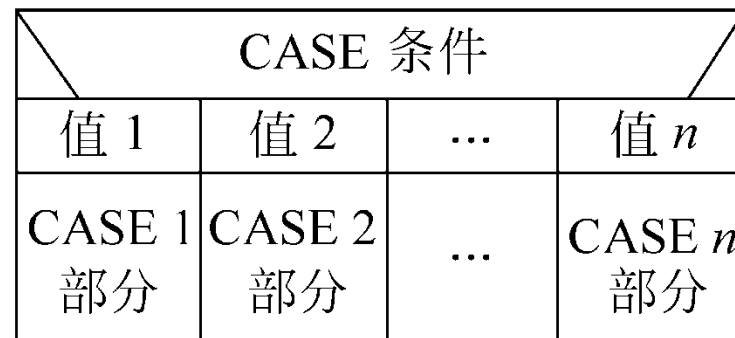 CASE 条件
值 1 值 2 … 值 n
CASE 1 CASE 2 … CASE n
部分 部分 部分